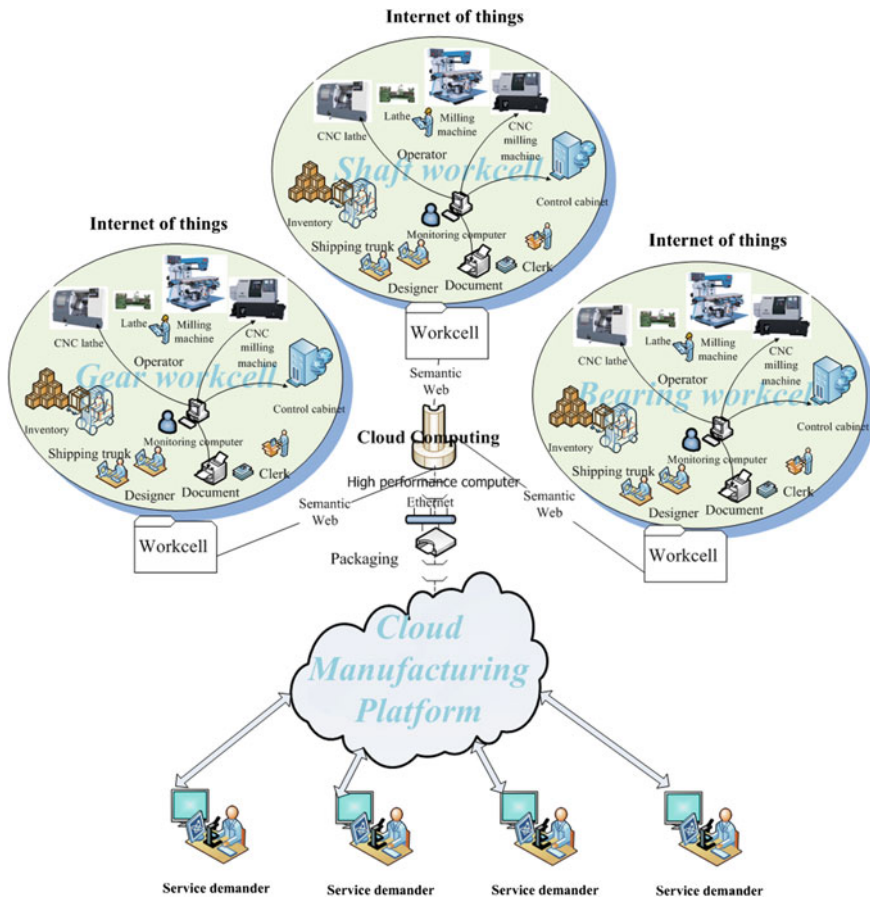 Internet of things
CNC lathe
Lathe
Milling
machine
CNC
milling
machine
Operator
Shaft workcell
Control cabinet
Inventory
Monitoring computer
Shipping trunk
Clerk
Designer
Document
Workcell
Internet of things
CNC lathe
Lathe
Milling
machine
CNC
milling
machine
Operator
Gear workcell
Control cabinet
Inventory
Monitoring computer
Shipping trunk
Clerk
Designer
Document
Workcell
Internet of things
CNC lathe
Lathe
Milling
machine
CNC
milling
machine
Operator
Bearing workcell
Control cabinet
Inventory
Monitoring computer
Shipping trunk
Clerk
Designer
Document
Workcell
Semantic
Web
Cloud Computing
High performance computer
Semantic
Web
Ethernet
Semantic
Web
Packaging
Cloud
Manufacturing
Platform
Service demander
Service demander
Service demander
Service demander